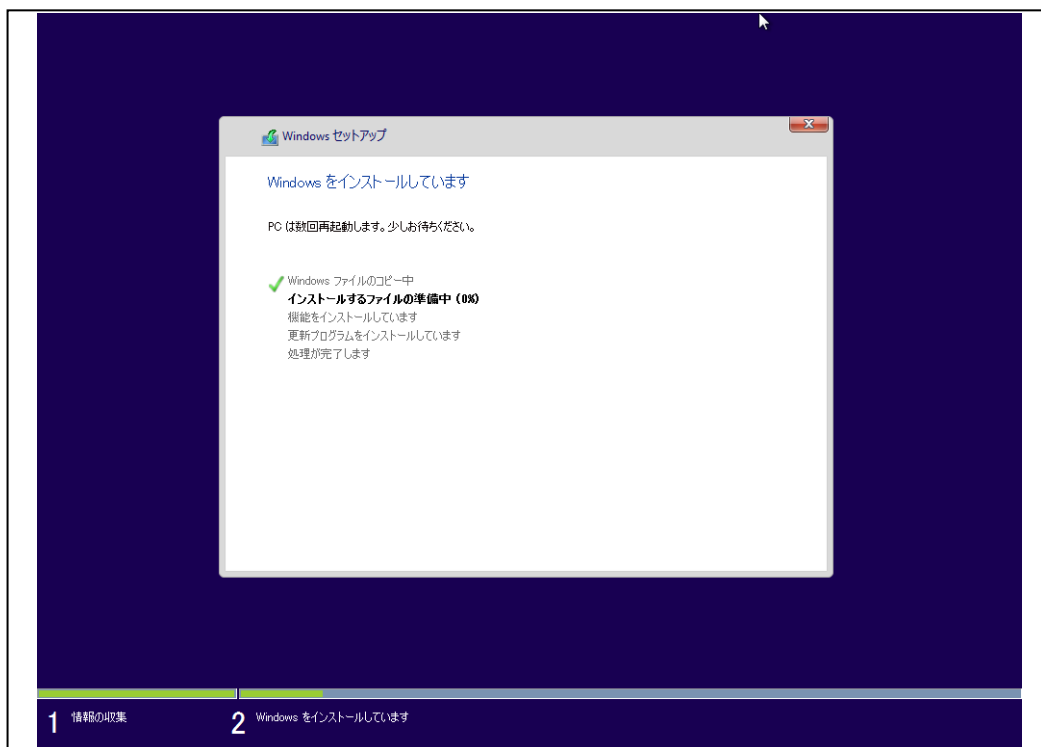 Windows セットアップ
Windows をインストールしています
PC は数回再起動します。少しお待ちください。
Windows ファイルのコピー中
インストールするファイルの準備中 (0%)
機能をインストールしています
更新プログラムをインストールしています
処理が完了します
1 情報の収集
2 Windows をインストールしています